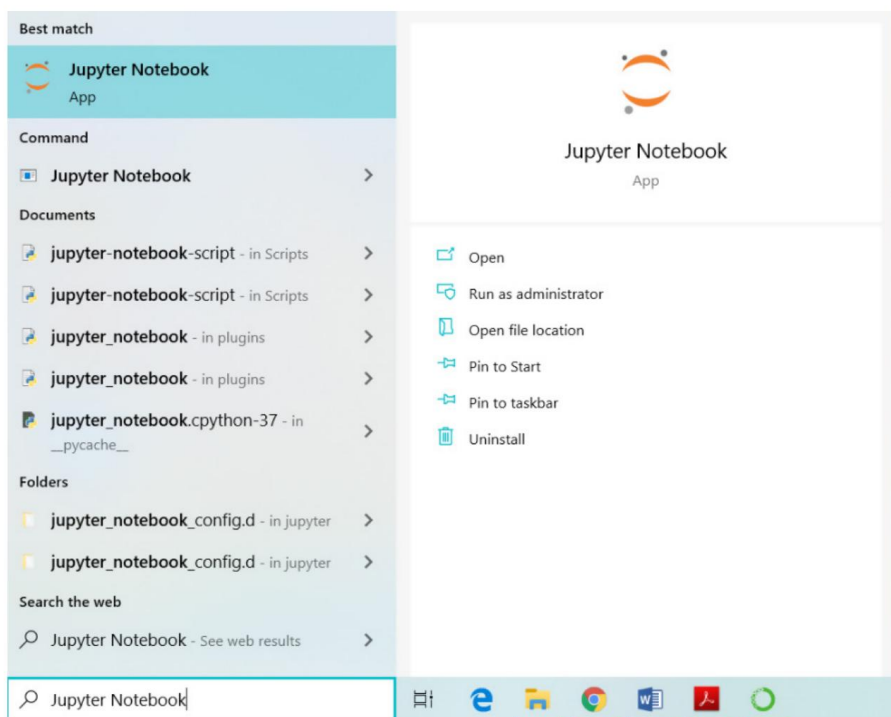 Best match
Jupyter Notebook
App
Command
Jupyter Notebook
Documents
jupyter-notebook-script - in Scripts
jupyter-notebook-script - in Scripts
jupyter_notebook - in plugins
jupyter_notebook - in plugins
jupyter_notebook.cpython-37 - in
__pycache__
Folders
jupyter_notebook_config.d - in jupyter
jupyter_notebook_config.d - in jupyter
Search the web
Jupyter Notebook - See web results
Jupyter Notebook
Jupyter Notebook
App
Open
Run as administrator
Open file location
Pin to Start
Pin to taskbar
Uninstall